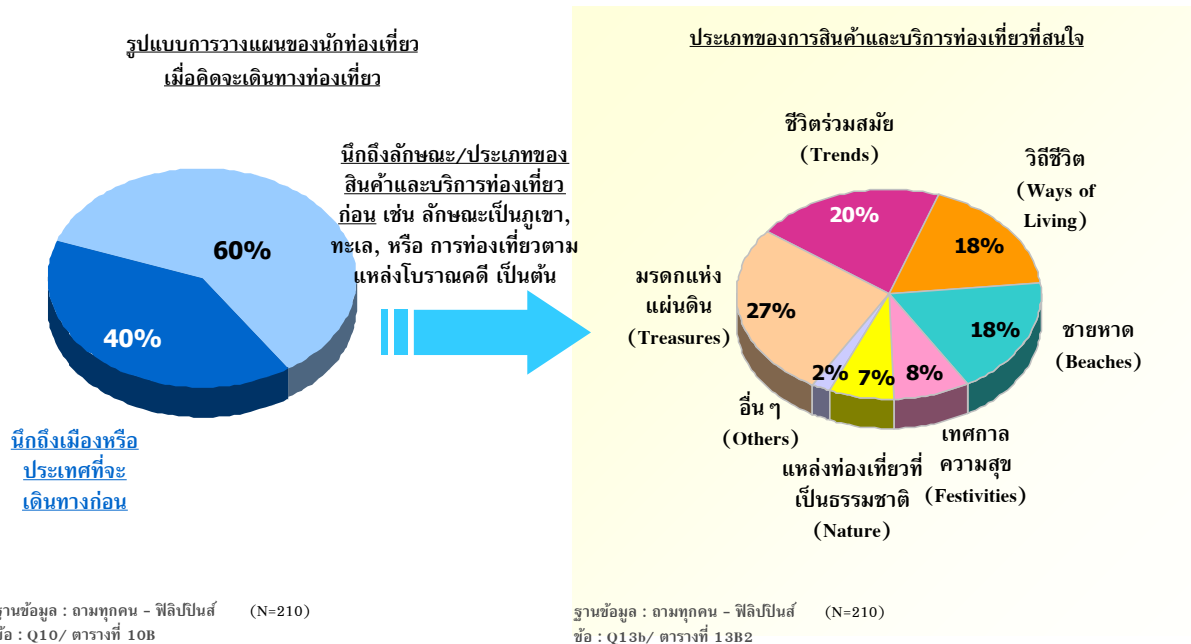 รูปแบบการวางแผนของนักท่องเที่ยว
เมื่อคิดจะเดินทางท่องเที่ยว
60%
40%
นึกถึงลักษณะ/ประเภทของ
สินค้าและบริการท่องเที่ยว
ก่อน เช่น ลักษณะเป็นภูเขา,
ทะเล, หรือ การท่องเที่ยวตาม
แหล่งโบราณคดี เป็นต้น
นึกถึงเมืองหรือ
ประเทศที่จะ
เดินทางก่อน
ฐานข้อมูล : ถามทุกคน – ฟิลิปปินส์ (N=210)
ข้อ : Q10/ ตารางที่ 10B
ประเภทของการสินค้าและบริการท่องเที่ยวที่สนใจ
ชีวิตร่วมสมัย
(Trends)
20%
วิถีชีวิต
(Ways of
Living)
18%
ชายหาด
(Beaches)
18%
เทศกาล
ความสุข
(Festivities)
8%
แหล่งท่องเที่ยวที่
เป็นธรรมชาติ
(Nature)
7%
อื่น ๆ
(Others)
2%
มรดกแห่ง
แผ่นดิน
(Treasures)
27%
ฐานข้อมูล : ถามทุกคน – ฟิลิปปินส์ (N=210)
ข้อ : Q13b/ ตารางที่ 13B2